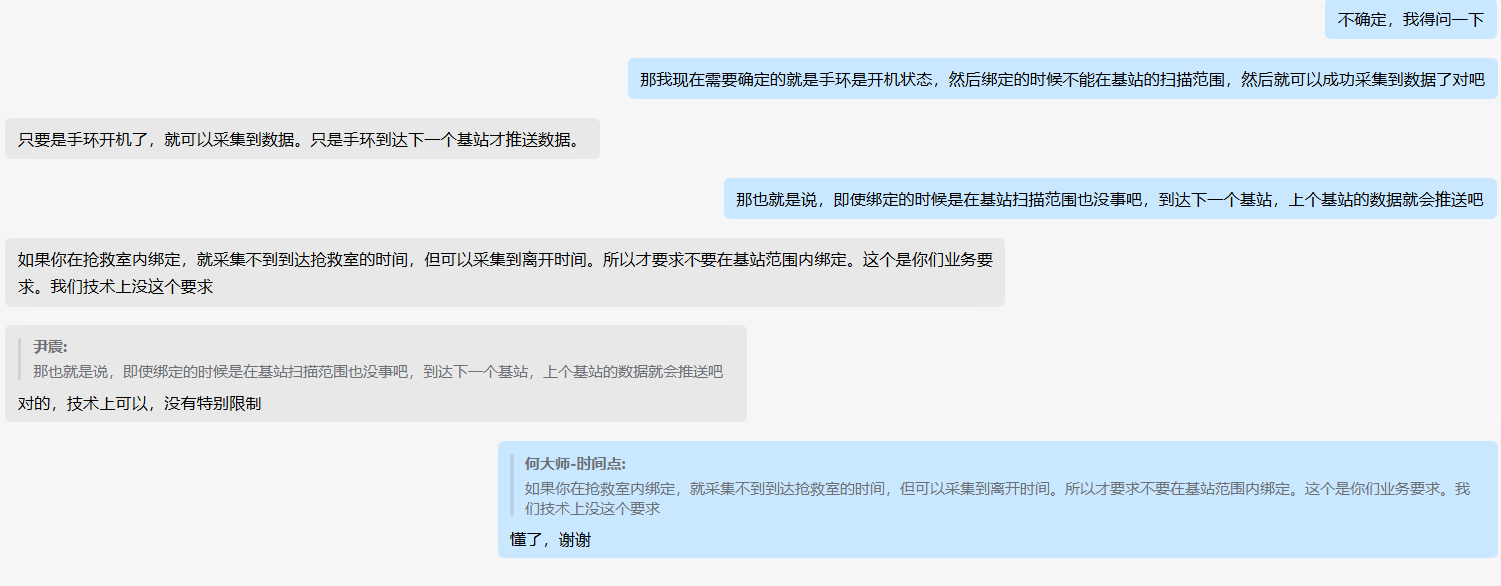 不确定，我得问一下
那我现在需要确定的就是手环是开机状态，然后绑定的时候不能在基站的扫描范围，然后就可以成功采集到数据了对吧
只要是手环开机了，就可以采集到数据。只是手环到达下一个基站才推送数据。
那也就是说，即使绑定的时候是在基站扫描范围也没事吧，到达下一个基站，上个基站的数据就会推送吧
如果你在抢救室内绑定，就采集不到到达抢救室的时间，但可以采集到离开时间。所以才要求不要在基站范围内绑定。这个是你们业务要
求。我们技术上没这个要求
尹震:
那也就是说，即使绑定的时候是在基站扫描范围也没事吧，到达下一个基站，上个基站的数据就会推送吧
对的，技术上可以，没有特别限制
何大师-时间点:
如果你在抢救室内绑定，就采集不到到达抢救室的时间，但可以采集到离开时间。所以才要求不要在基站范围内绑定。这个是你们业务要求。我
们技术上没这个要求
懂了，谢谢